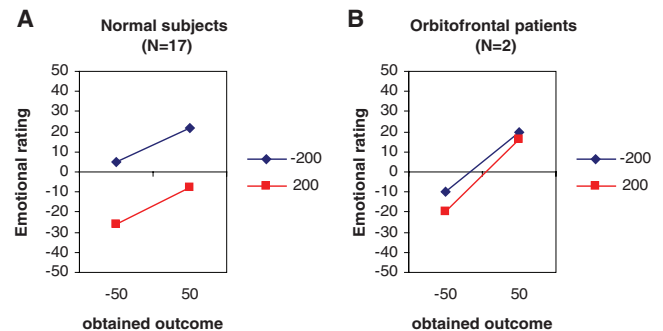 A
Normal subjects
(N=17)
Emotional rating
50
40
30
20
10
0
-10
-20
-30
-40
-50
-50 50
obtained outcome
-200
200
B
Orbitofrontal patients
(N=2)
Emotional rating
50
40
30
20
10
0
-10
-20
-30
-40
-50
-50 50
obtained outcome
-200
200